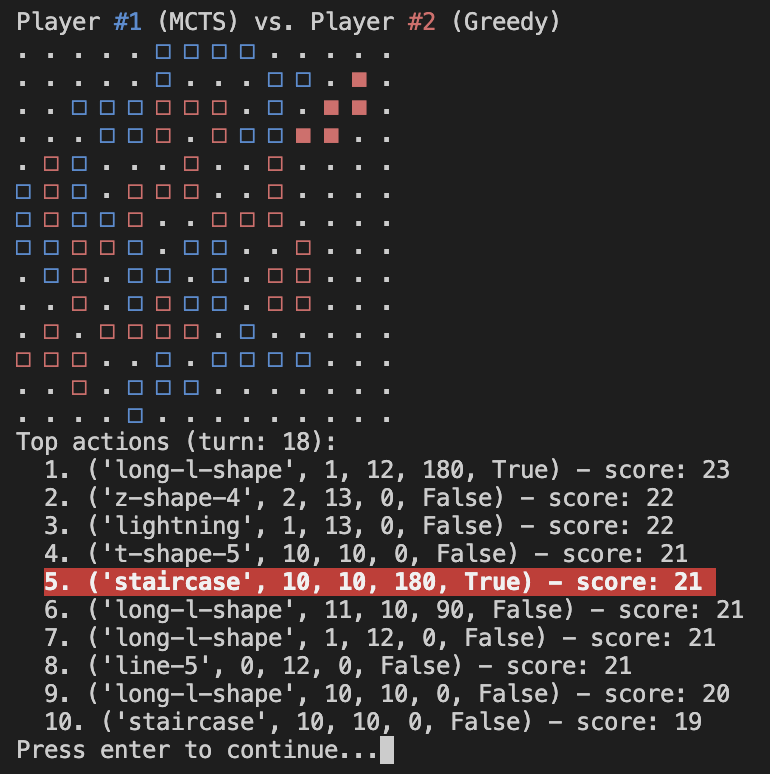 Player #1 (MCTS) vs. Player #2 (Greedy)
. . . . . □ □ □ □ . . . . .
. . . . . □ . . . □ □ . ■ .
. . □ □ □ □ □ □ . □ . ■ ■ .
. . . □ □ □ . □ □ □ ■ ■ . .
. □ □ . . . □ . . □ . . . .
□ □ □ . □ □ □ . . □ . . . .
□ □ □ □ □ . . □ □ □ . . . .
□ □ □ □ □ . □ □ . . □ . . .
. □ □ . □ □ . □ . □ □ . . .
. . □ . □ □ □ □ . □ □ . . .
. □ . □ □ □ □ . □ . . . . .
□ □ □ . . □ . □ □ □ □ . . .
. . □ . □ □ □ . . . . . . .
. . . . □ . . . . . . . . .
Top actions (turn: 18):
1. ('long-l-shape', 1, 12, 180, True) - score: 23
2. ('z-shape-4', 2, 13, 0, False) - score: 22
3. ('lightning', 1, 13, 0, False) - score: 22
4. ('t-shape-5', 10, 10, 0, False) - score: 21
5. ('staircase', 10, 10, 180, True) - score: 21
6. ('long-l-shape', 11, 10, 90, False) - score: 21
7. ('long-l-shape', 1, 12, 0, False) - score: 21
8. ('line-5', 0, 12, 0, False) - score: 21
9. ('long-l-shape', 10, 10, 0, False) - score: 20
10. ('staircase', 10, 10, 0, False) - score: 19
Press enter to continue...